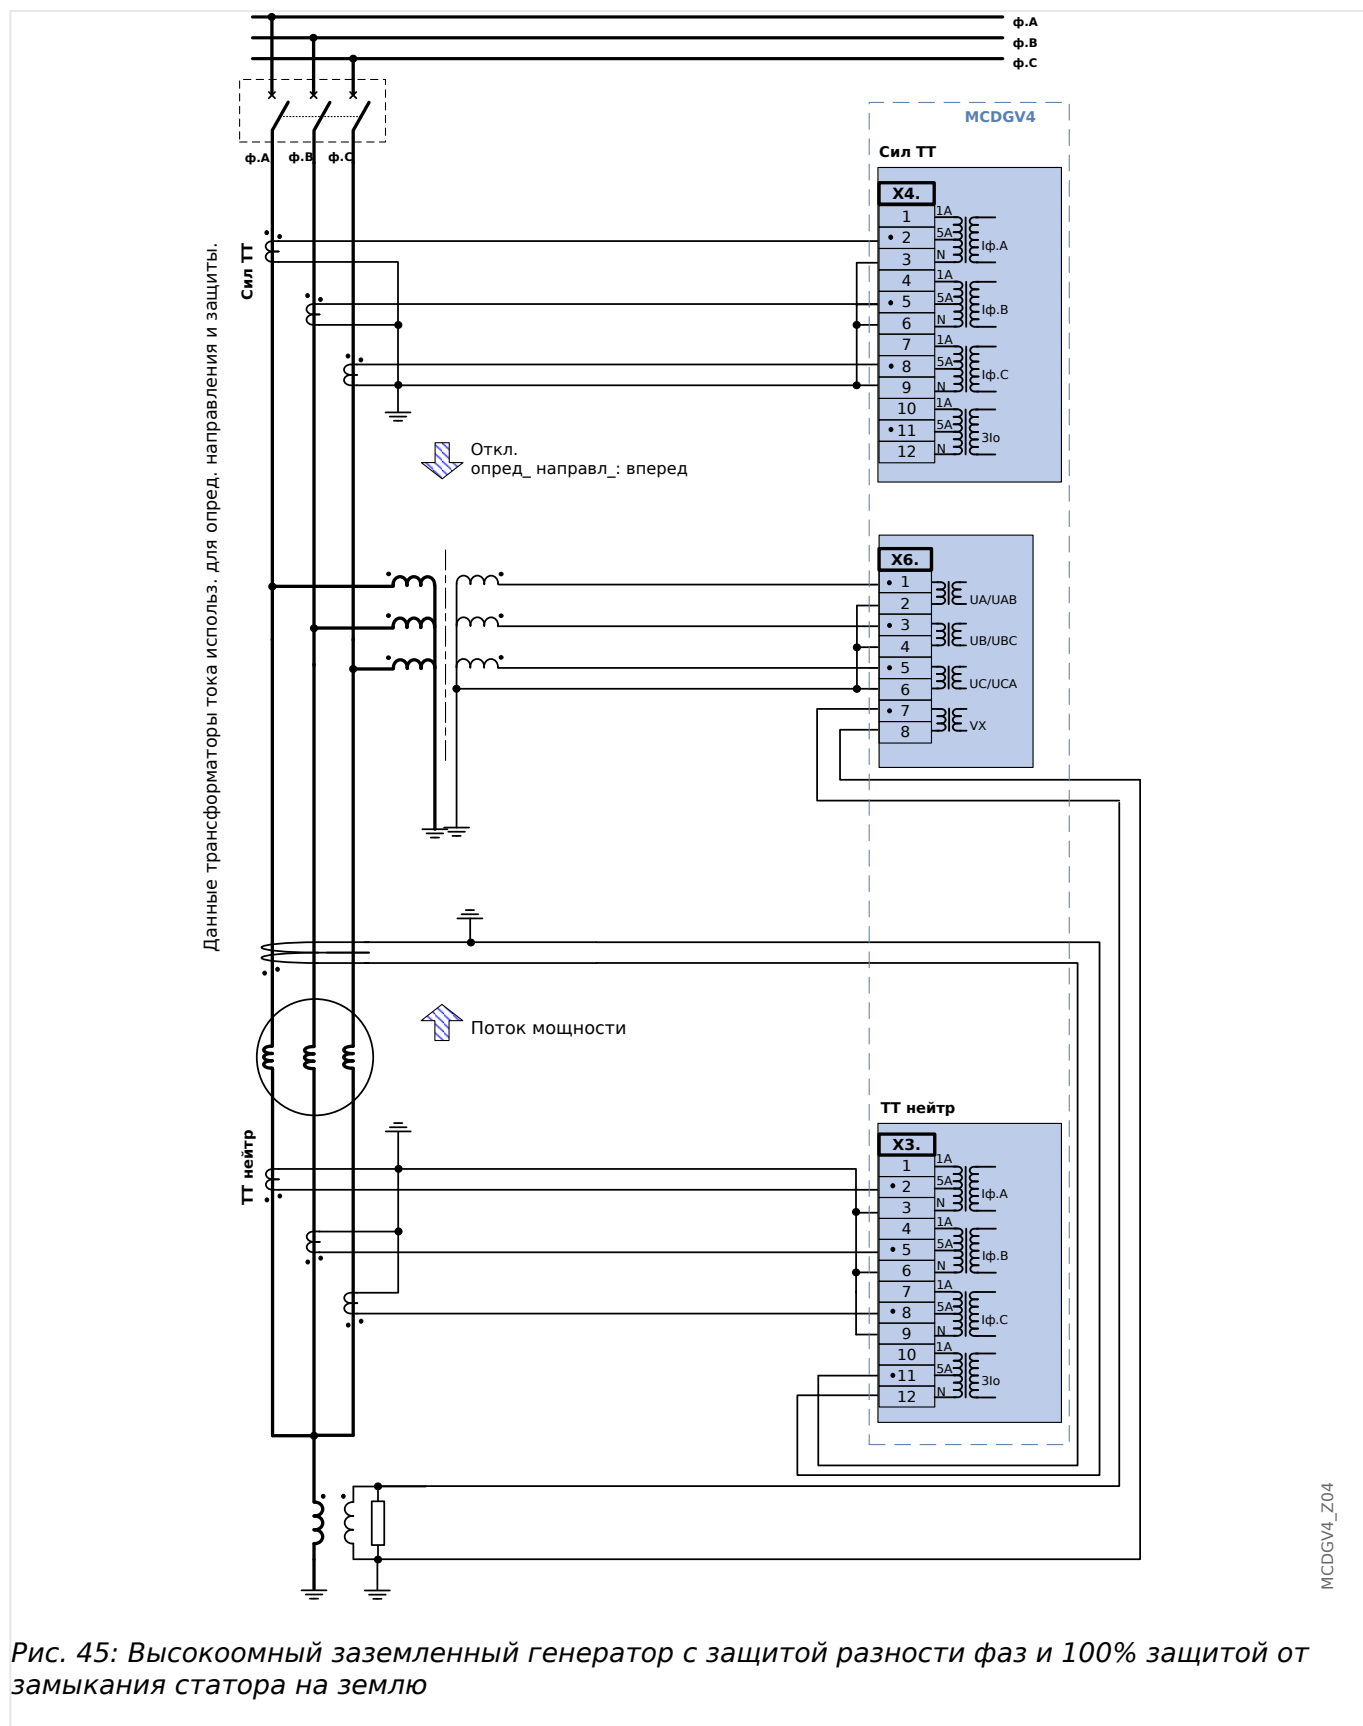 ф.A
ф.B
ф.C
ф.A ф.B ф.C
MCDGV4
Сил ТТ
X4.
1 1A
• 2 5A
3 N
Iф.A
4 1A
• 5 5A
6 N
Iф.B
7 1A
• 8 5A
9 N
Iф.C
10 1A
• 11 5A
12 N
3Io
Сил ТТ
Данные трансформаторы тока использ. для опред. направления и защиты.
Откл.
опред_ направл_: вперед
X6.
• 1
2
UA/UAB
• 3
4
UB/UBC
• 5
6
UC/UCA
• 7
8
VX
Поток мощности
ТТ нейтр
ТТ нейтр
X3.
1 1A
• 2 5A
3 N
Iф.A
4 1A
• 5 5A
6 N
Iф.B
7 1A
• 8 5A
9 N
Iф.C
10 1A
• 11 5A
12 N
3Io
MCDGV4_Z04
Рис. 45: Высокоомный заземленный генератор с защитой разности фаз и 100% защитой от
замыкания статора на землю